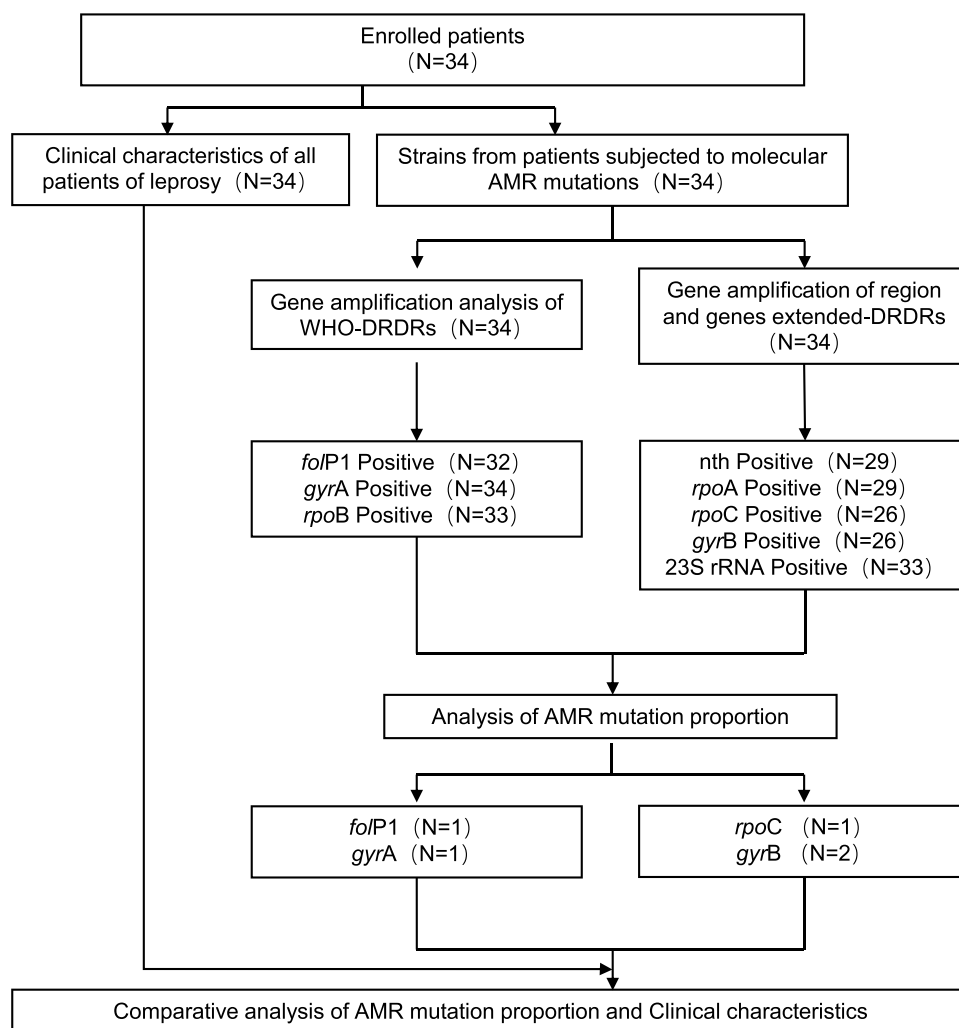 Enrolled patients
（N=34）
Clinical characteristics of all
patients of leprosy（N=34）
Strains from patients subjected to molecular
AMR mutations（N=34）
Gene amplification analysis of
WHO-DRDRs（N=34）
Gene amplification of region
and genes extended-DRDRs
（N=34）
folP1 Positive（N=32）
gyrA Positive（N=34）
rpoB Positive（N=33）
nth Positive（N=29）
rpoA Positive（N=29）
rpoC Positive（N=26）
gyrB Positive（N=26）
23S rRNA Positive（N=33）
Analysis of AMR mutation proportion
folP1（N=1）
gyrA（N=1）
rpoC（N=1）
gyrB（N=2）
Comparative analysis of AMR mutation proportion and Clinical characteristics